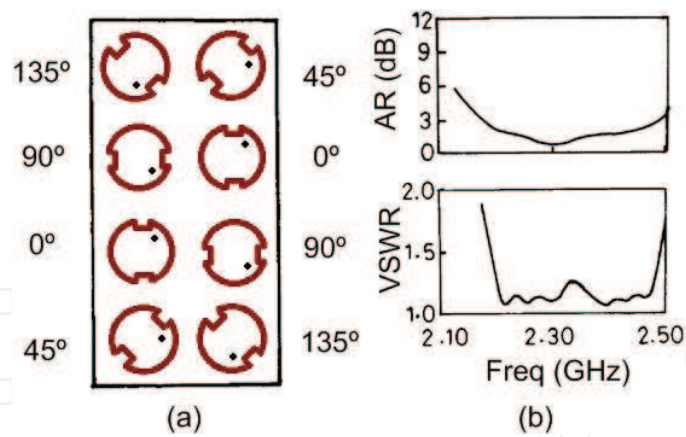 135º
45º
90º
0º
0º
90º
45º
135º
(a)
12
9
6
3
0
AR (dB)
2.0
1.5
1.0
VSWR
2.10
2.30
2.50
Freq (GHz)
(b)